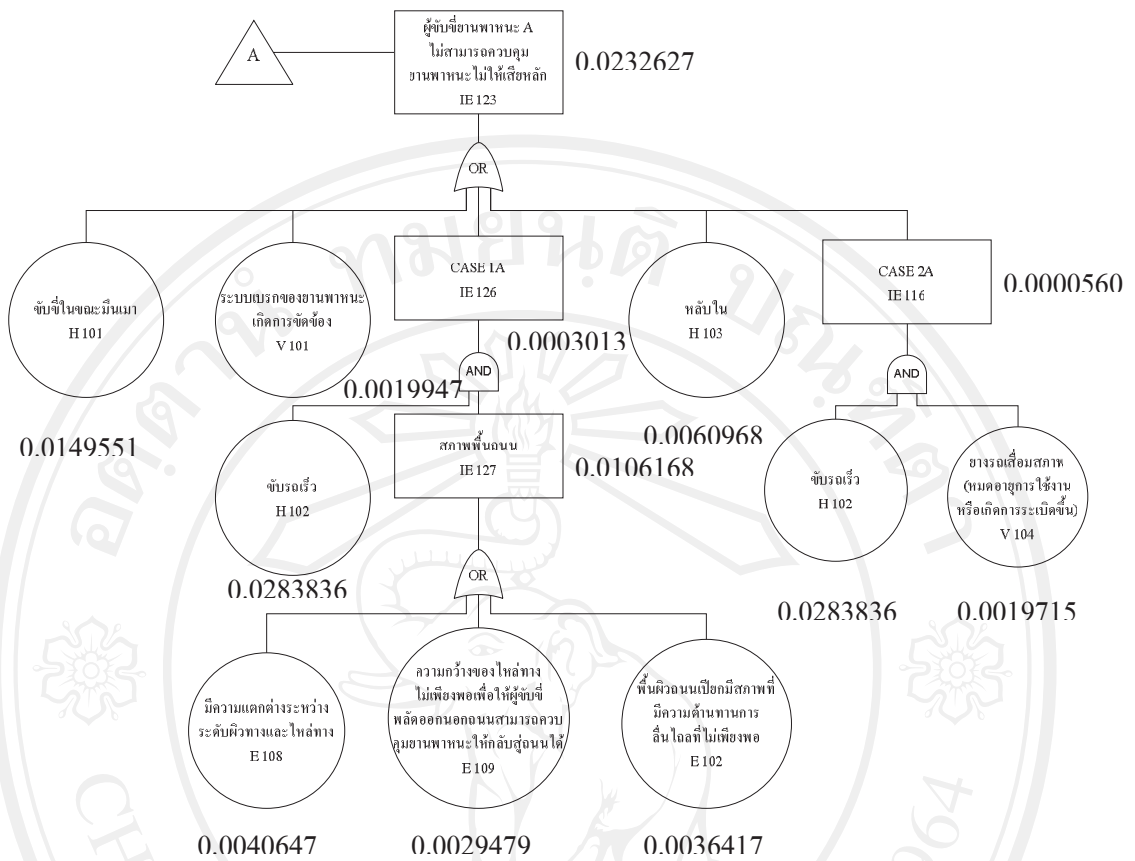 A
ผู้ขับขี่ยานพาหนะ A
ไม่สามารถควบคุม
ยานพาหนะไม่ให้เสียหลัก
IE 123
0.0232627
OR
ขับขี่ในขณะมึนเมา
H 101
0.0149551
ระบบเบรกของยานพาหนะ
เกิดการขัดข้อง
V 101
0.0019947
CASE 1A
IE 126
0.0003013
หลับใน
H 103
0.0060968
CASE 2A
IE 116
0.0000560
AND
AND
ขับรถเร็ว
H 102
0.0283836
สภาพพื้นถนน
IE 127
0.0106168
ขับรถเร็ว
H 102
0.0283836
ยางรถเสื่อมสภาพ
(หมดอายุการใช้งาน
หรือเกิดการระเบิดขึ้น)
V 104
0.0019715
OR
มีความแตกต่างระหว่าง
ระดับผิวทางและไหล่ทาง
E 108
0.0040647
ความกว้างของไหล่ทาง
ไม่เพียงพอเพื่อให้ผู้ขับขี่
พลัดออกนอกถนนสามารถควบ
คุมยานพาหนะให้กลับสู่ถนนได้
E 109
0.0029479
พื้นผิวถนนเปียกมีสภาพที่
มีความต้านทานการ
ลื่นไถลที่ไม่เพียงพอ
E 102
0.0036417